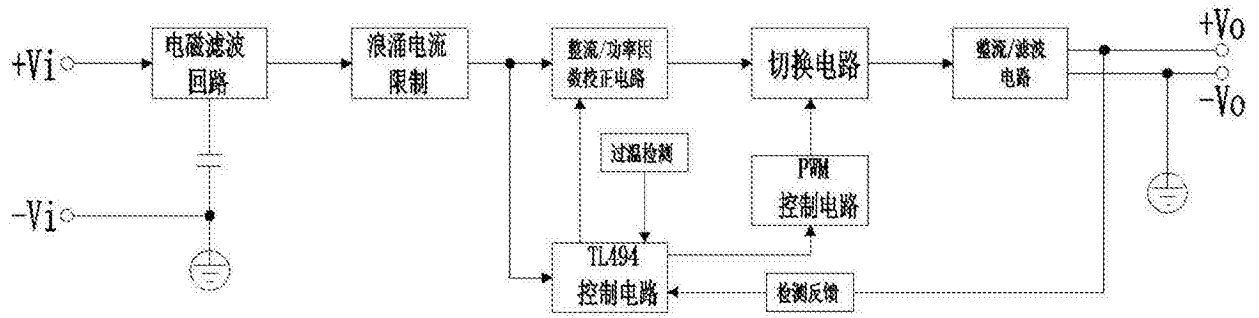 +Vi
电磁滤波
回路
浪涌电流
限制
整流/功率因
数校正电路
切换电路
整流/滤波
电路
+Vo
-Vo
过温检测
PWM
控制电路
-Vi
TL494
控制电路
检测反馈